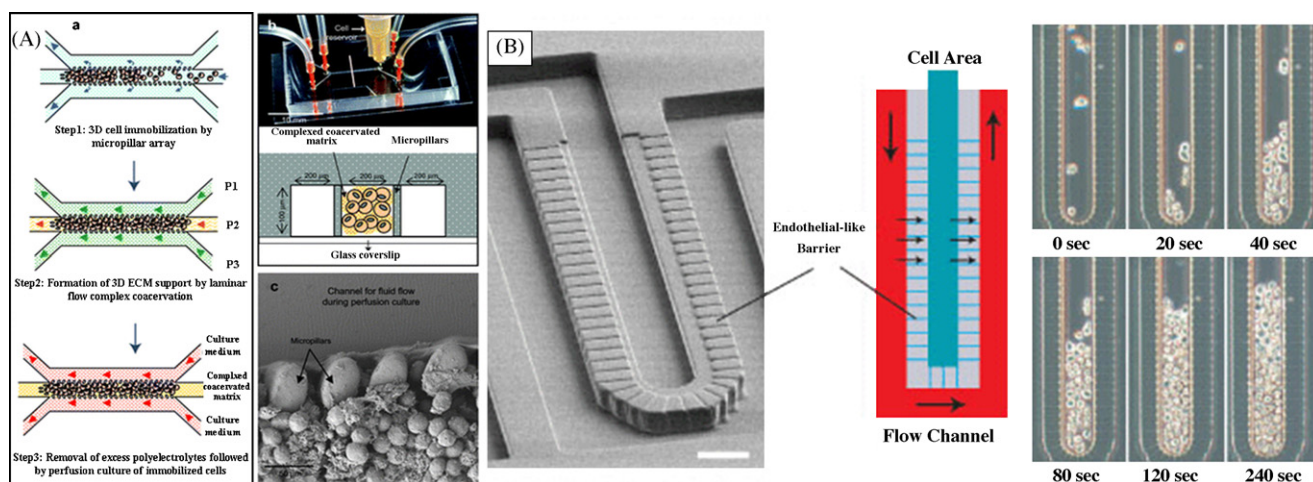 (A)
a
Step1: 3D cell immobilization by
micropillar array
P1
P2
P3
Step2: Formation of 3D ECM support by laminar
flow complex coacervation
Culture
medium
Complxed
coacervated
matrix
Culture
medium
Step3: Removal of excess polyelectrolytes followed
by perfusion culture of immobilized cells
b
Cell
reservoir
10 mm
Complexed coacervated
matrix
Micropillars
200 μm
200 μm
200 μm
100 μm
Glass coverslip
c
Channel for fluid flow
during perfusion culture
Micropillars
(B)
Endothelial-like
Barrier
Cell Area
Flow Channel
0 sec
20 sec
40 sec
80 sec
120 sec
240 sec